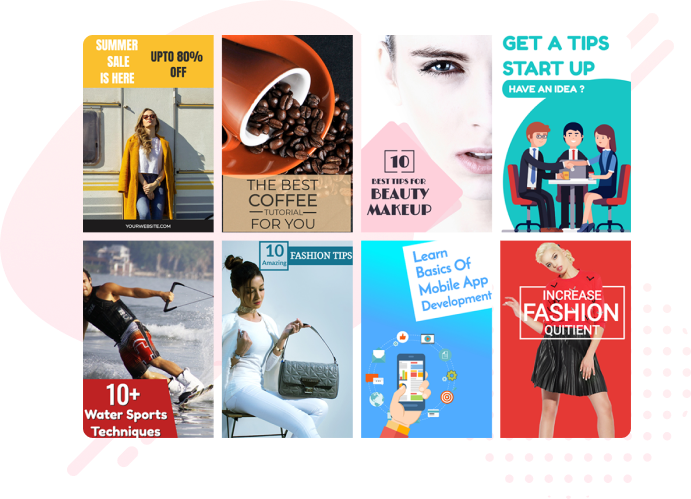 SUMMER
SALE
IS HERE
UPTO 80%
OFF
YOURWEBSITE.COM
THE BEST
COFFEE
TUTORIAL
FOR YOU
10
BEST TIPS FOR
BEAUTY
MAKEUP
GET A TIPS
START UP
HAVE AN IDEA ?
10+
Water Sports
Techniques
10
Amazing
FASHION TIPS
Learn
Basics Of
Mobile App
Development
INCREASE
FASHION
QUITIENT